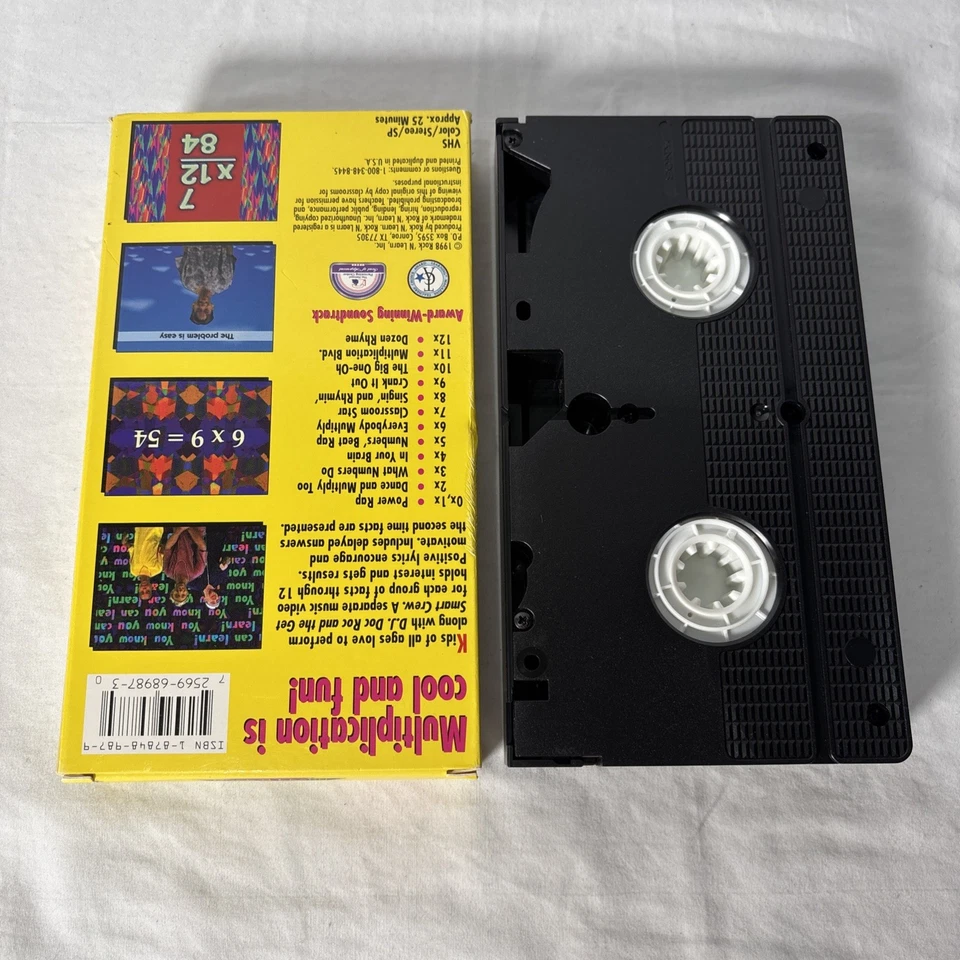 Multiplication is
cool and fun!
ISBN 1-87848-987-9
7 2569-68987-3 0
Kids of all ages love to perform
along with D.J. Doc Roc and the Get
Smart Crew. A separate music video
for each group of facts through 12
holds interest and gets results.
Positive lyrics encourage and
motivate. Includes delayed answers
the second time facts are presented.
You know you can learn!
0x,1x • Power Rap
2x • Dance and Multiply Too
3x • What Numbers Do
4x • In Your Brain
5x • Numbers' Beat Rap
6x • Everybody Multiply
7x • Classroom Star
8x • Singin' and Rhymin'
9x • Crank It Out
10x • The Big One-Oh
11x • Multiplication Blvd.
12x • Dozen Rhyme
6 x 9 = 54
Award-Winning Soundtrack
The problem is easy
© 1998 Rock 'N Learn, Inc.
P.O. Box 3595, Conroe, TX 77305
Produced by Rock 'N Learn. Rock 'N Learn is a registered
trademark of Rock 'N Learn, Inc. Unauthorized copying,
reproduction, hiring, lending, public performance, and
broadcasting prohibited. Teachers have permission for
viewing of this original copy by classrooms for
instructional purposes.
Questions or comments: 1-800-348-8445.
Printed and duplicated in U.S.A.
VHS
Color/Stereo/SP
Approx. 25 Minutes
7
x 12
84